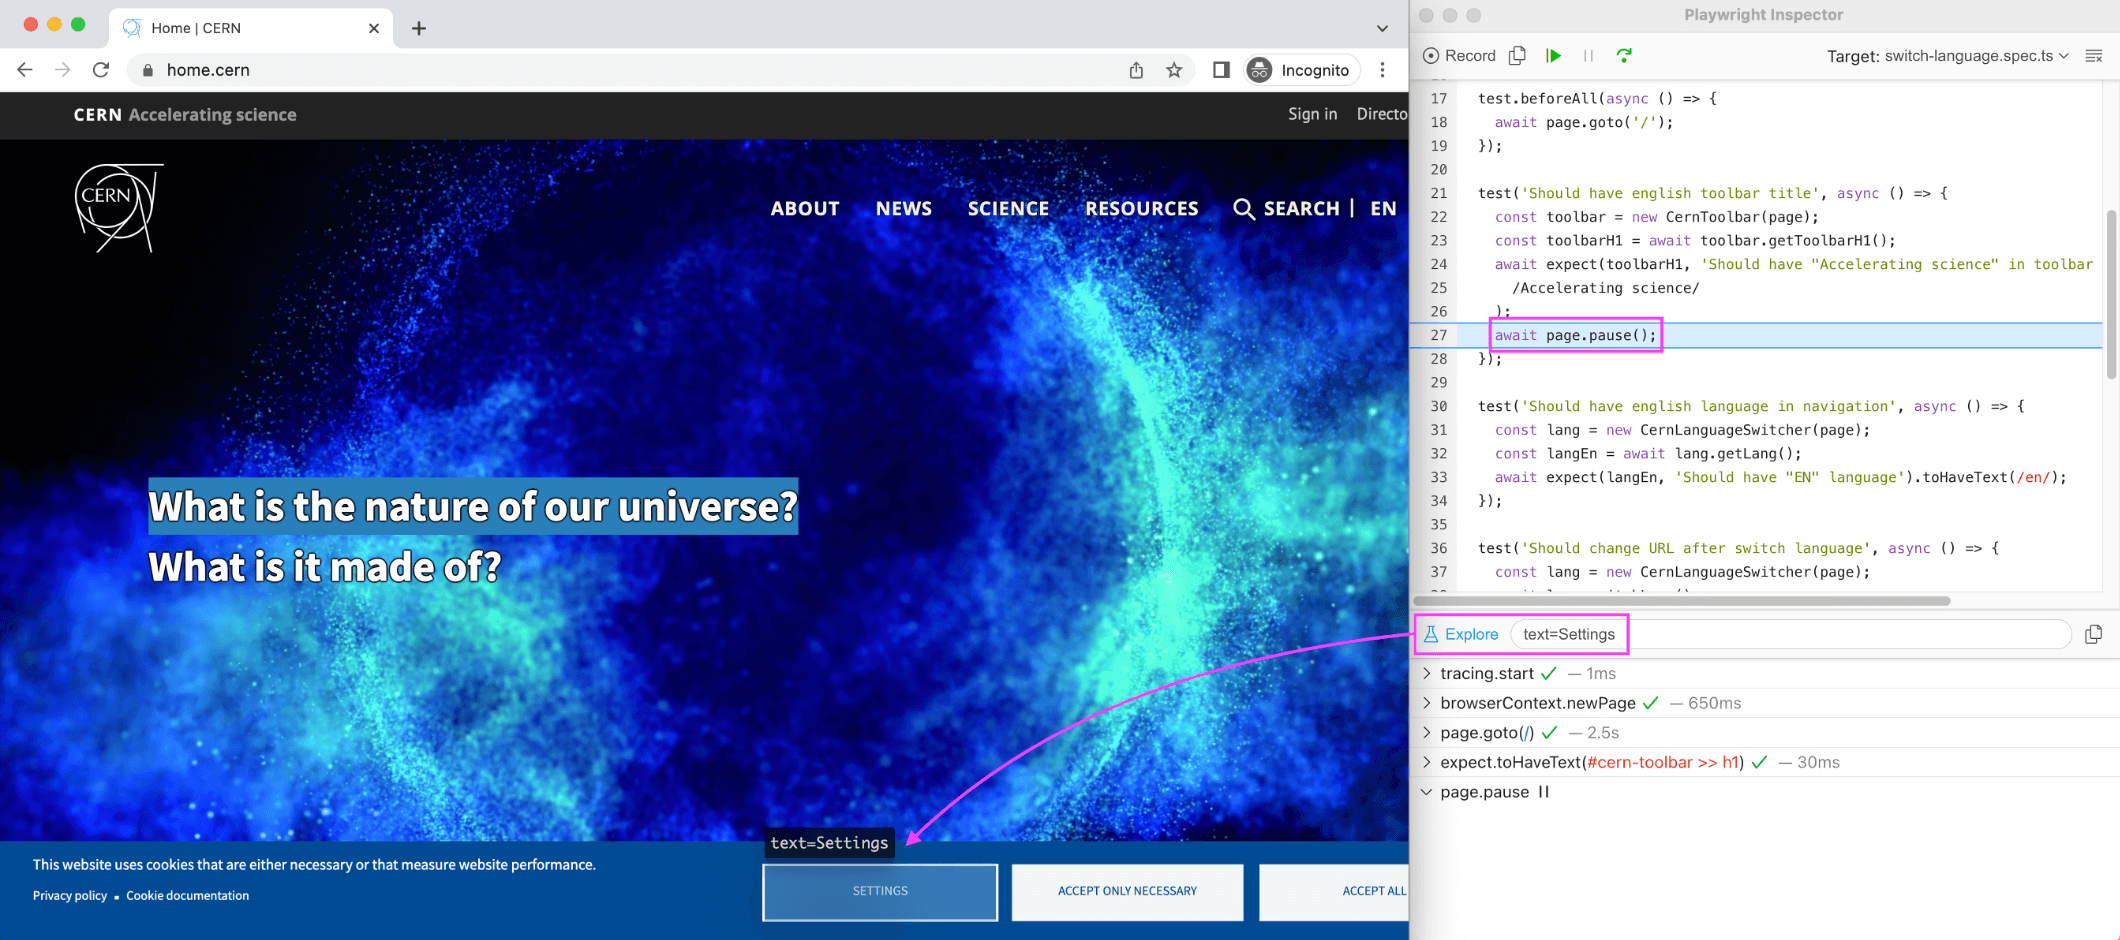 Home | CERN
home.cern
Incognito
CERN Accelerating science
Sign in
Directo
CERN
ABOUT
NEWS
SCIENCE
RESOURCES
SEARCH | EN
What is the nature of our universe?
What is it made of?
text=Settings
This website uses cookies that are either necessary or that measure website performance.
Privacy policy ▪ Cookie documentation
SETTINGS
ACCEPT ONLY NECESSARY
ACCEPT ALL
Playwright Inspector
Record
Target: switch-language.spec.ts
17 test.beforeAll(async () => {
18 await page.goto('/');
19 });
20
21 test('Should have english toolbar title', async () => {
22 const toolbar = new CernToolbar(page);
23 const toolbarH1 = await toolbar.getToolbarH1();
24 await expect(toolbarH1, 'Should have "Accelerating science" in toolbar
25 /Accelerating science/
26 );
27 await page.pause();
28 });
29
30 test('Should have english language in navigation', async () => {
31 const lang = new CernLanguageSwitcher(page);
32 const langEn = await lang.getLang();
33 await expect(langEn, 'Should have "EN" language').toHaveText(/en/);
34 });
35
36 test('Should change URL after switch language', async () => {
37 const lang = new CernLanguageSwitcher(page);
Explore
text=Settings
tracing.start ✓ — 1ms
browserContext.newPage ✓ — 650ms
page.goto(/) ✓ — 2.5s
expect.toHaveText(#cern-toolbar >> h1) ✓ — 30ms
page.pause